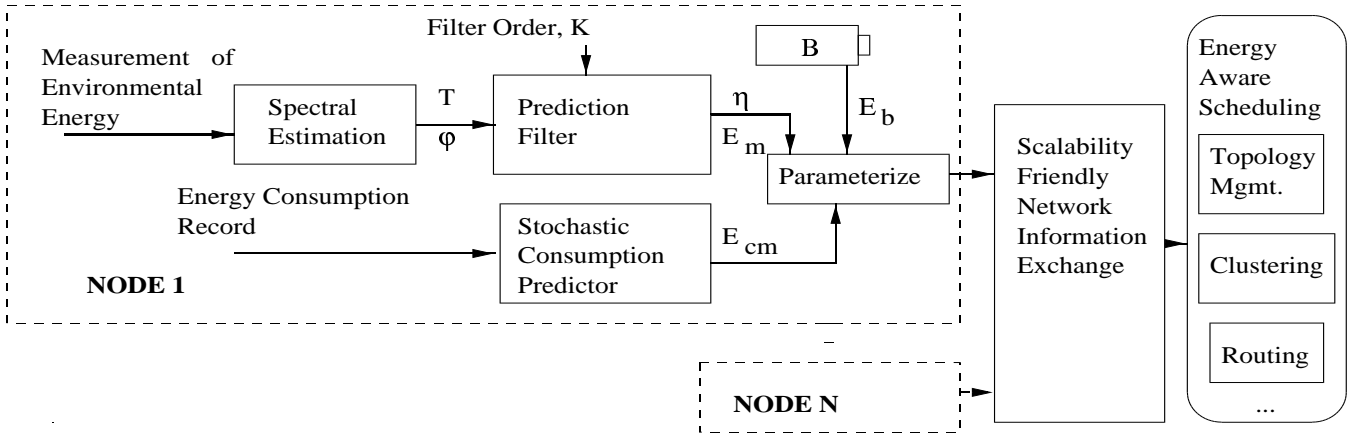 Filter Order, K
Measurement of
Environmental
Energy
Spectral
Estimation
T
φ
Prediction
Filter
η
E m
B
E b
Parameterize
Energy Consumption
Record
Stochastic
Consumption
Predictor
E cm
NODE 1
Scalability
Friendly
Network
Information
Exchange
NODE N
Energy
Aware
Scheduling
Topology
Mgmt.
Clustering
Routing
...